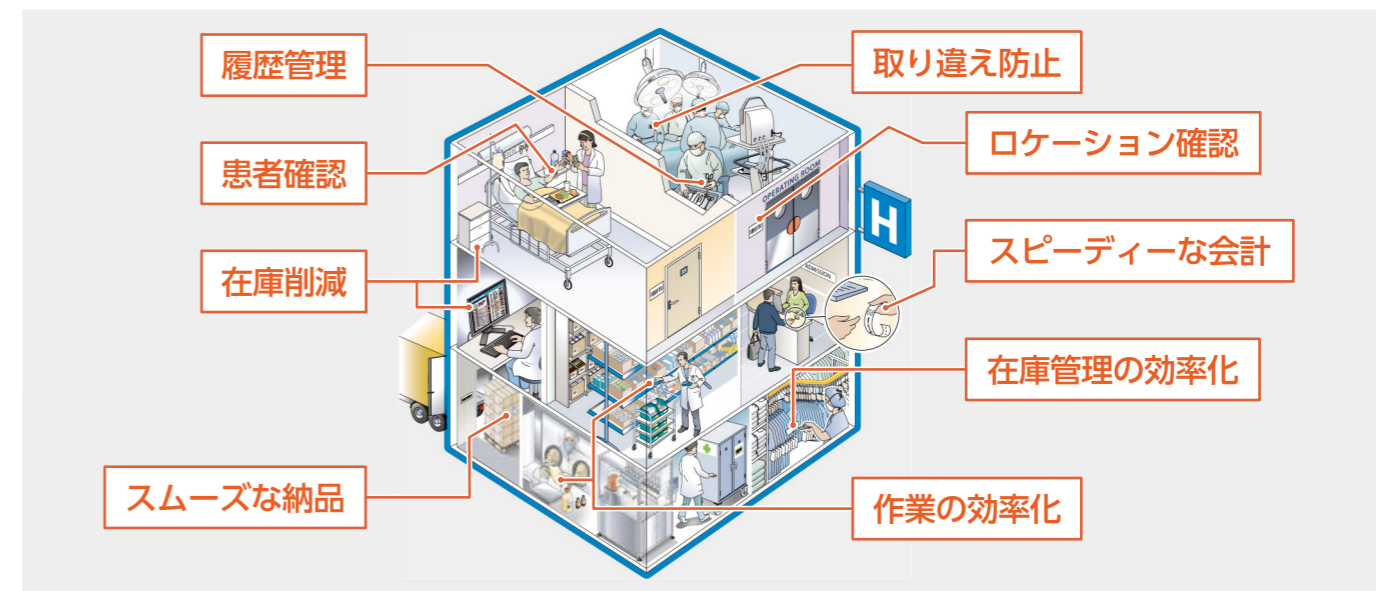 履歴管理
取り違え防止
ロケーション確認
患者確認
OPERATING ROOM
H
スピーディーな会計
在庫削減
ADMISSION
在庫管理の効率化
スムーズな納品
作業の効率化